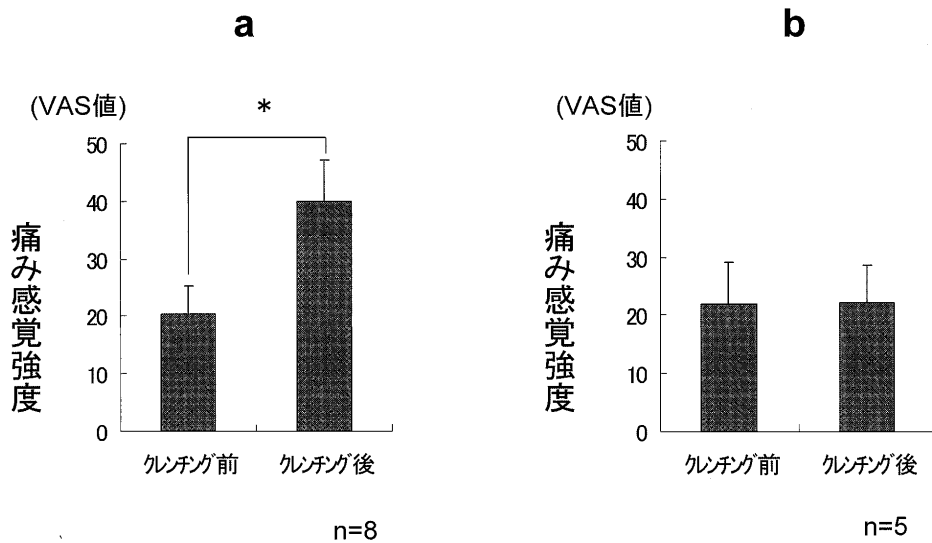 a
(VAS値)
*
50
40
30
20
10
0
痛み感覚強度
クレンチング前
クレンチング後
n=8
b
(VAS値)
50
40
30
20
10
0
痛み感覚強度
クレンチング前
クレンチング後
n=5